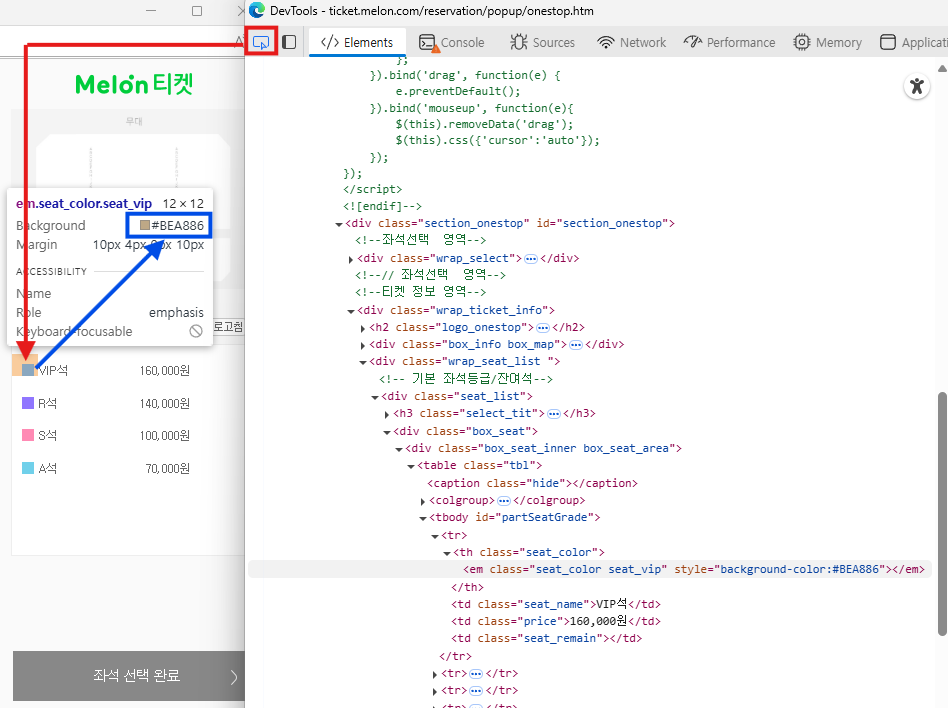 DevTools - ticket.melon.com/reservation/popup/onestop.htm
Elements
Console
Sources
Network
Performance
Memory
Applicati
Melon티켓
무대
em.seat_color.seat_vip 12 × 12
Background #BEA886
Margin 10px 4px 0px 10px
ACCESSIBILITY
Name
Role emphasis
Keyboard-focusable
로고침
VIP석 160,000원
R석 140,000원
S석 100,000원
A석 70,000원
좌석 선택 완료
};
}).bind('drag', function(e) {
e.preventDefault();
}).bind('mouseup', function(e){
$(this).removeData('drag');
$(this).css({'cursor':'auto'});
});
});
</script>
<![endif]-->
<div class="section_onestop" id="section_onestop">
<!--좌석선택 영역-->
<div class="wrap_select">…</div>
<!--// 좌석선택 영역-->
<!--티켓 정보 영역-->
<div class="wrap_ticket_info">
<h2 class="logo_onestop">…</h2>
<div class="box_info box_map">…</div>
<div class="wrap_seat_list ">
<!-- 기본 좌석등급/잔여석-->
<div class="seat_list">
<h3 class="select_tit">…</h3>
<div class="box_seat">
<div class="box_seat_inner box_seat_area">
<table class="tbl">
<caption class="hide"></caption>
<colgroup>…</colgroup>
<tbody id="partSeatGrade">
<tr>
<th class="seat_color">
<em class="seat_color seat_vip" style="background-color:#BEA886"></em>
</th>
<td class="seat_name">VIP석</td>
<td class="price">160,000원</td>
<td class="seat_remain"></td>
</tr>
<tr>…</tr>
<tr>…</tr>